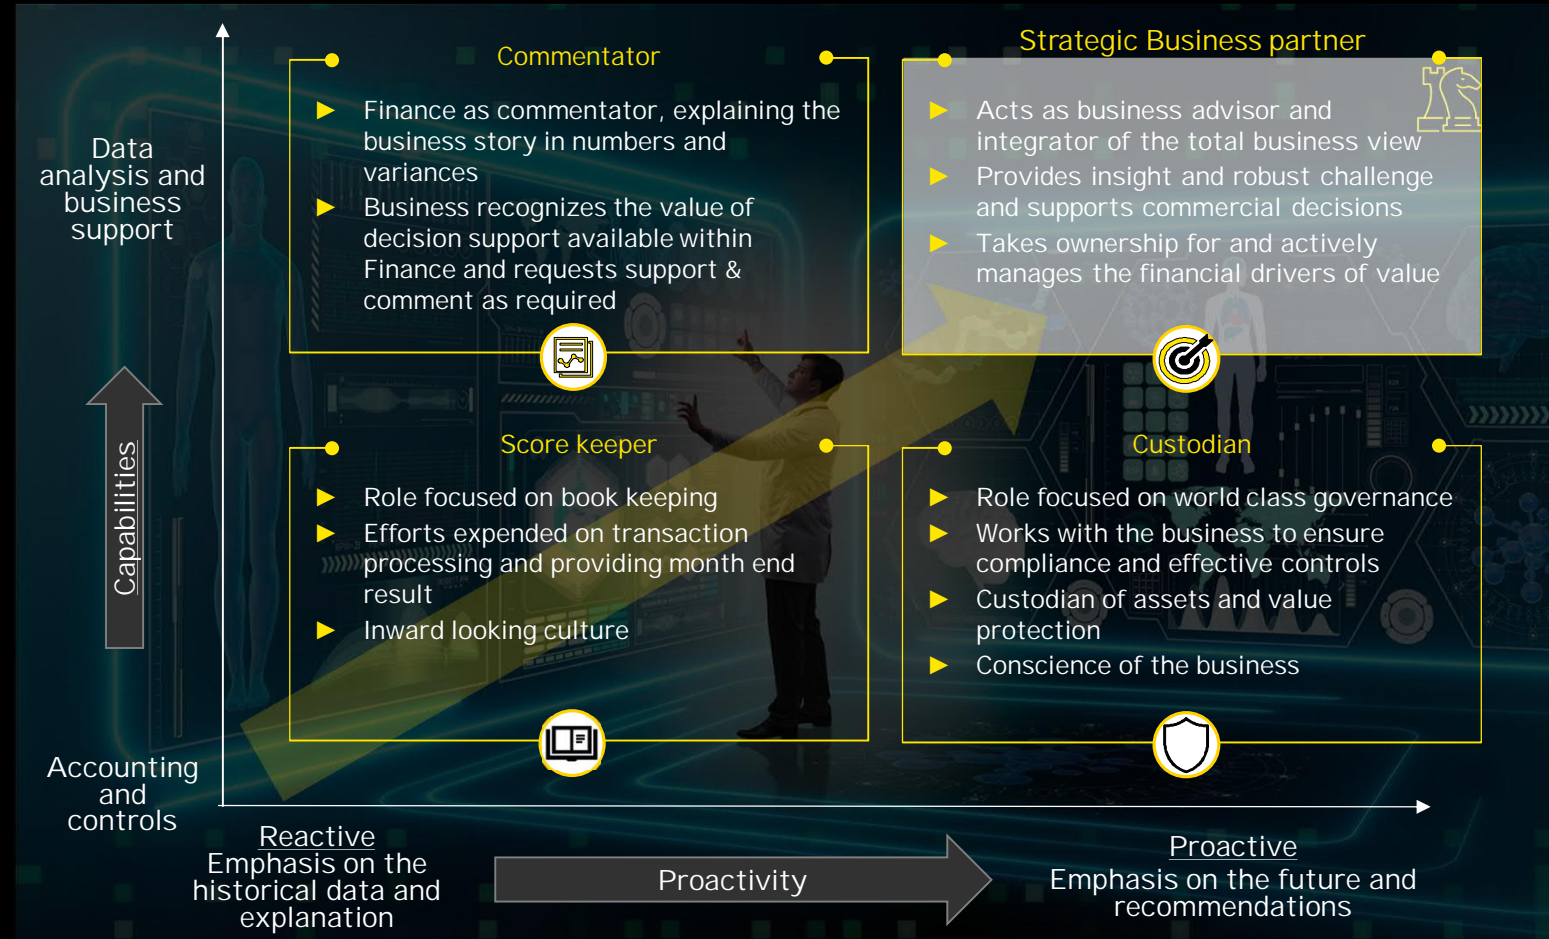 Commentator
Finance as commentator, explaining the
business story in numbers and
variances
Business recognizes the value of
decision support available within
Finance and requests support &
comment as required
Strategic Business partner
Acts as business advisor and
integrator of the total business view
Provides insight and robust challenge
and supports commercial decisions
Takes ownership for and actively
manages the financial drivers of value
Data
analysis and
business
support
Capabilities
Accounting
and
controls
Score keeper
Role focused on book keeping
Efforts expended on transaction
processing and providing month end
result
Inward looking culture
Custodian
Role focused on world class governance
Works with the business to ensure
compliance and effective controls
Custodian of assets and value
protection
Conscience of the business
Reactive
Emphasis on the
historical data and
explanation
Proactivity
Proactive
Emphasis on the future and
recommendations